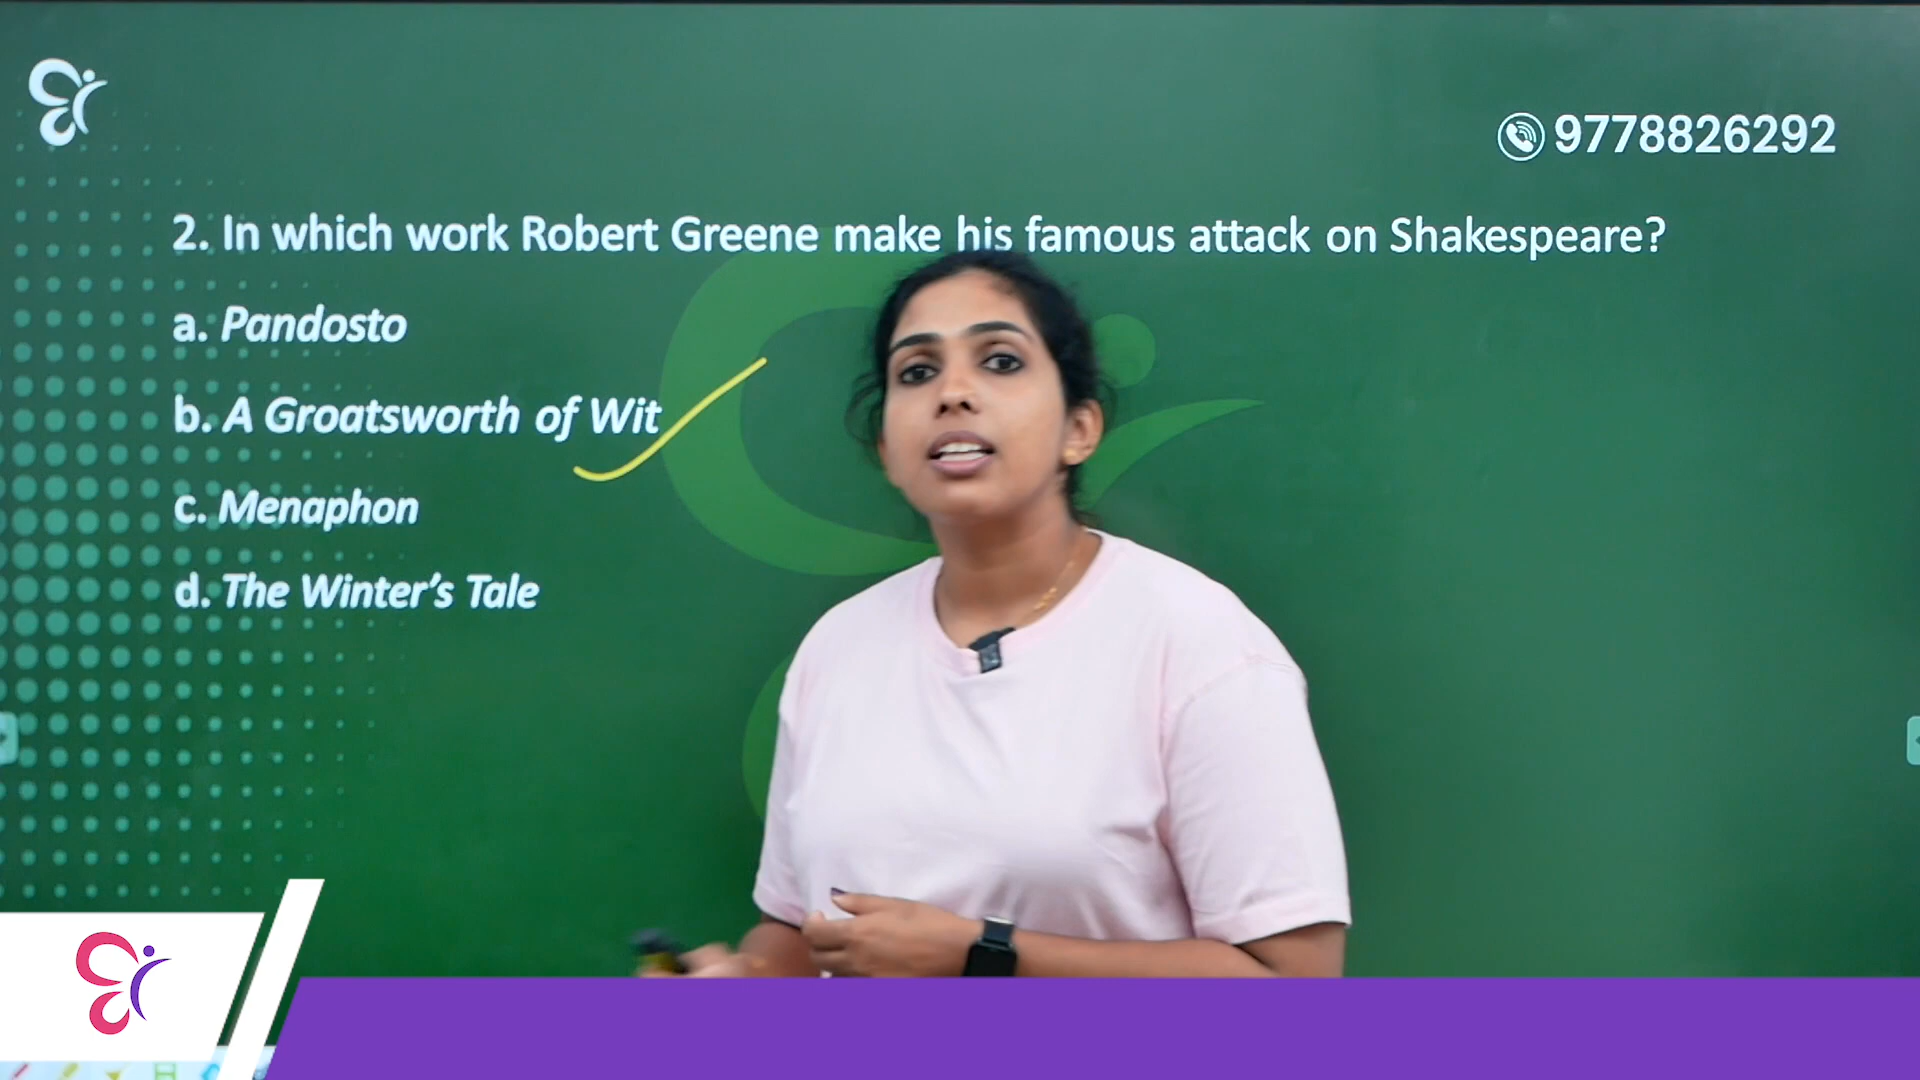 9778826292
2. In which work Robert Greene make his famous attack on Shakespeare?
a. Pandosto
b. A Groatsworth of Wit
c. Menaphon
d. The Winter's Tale